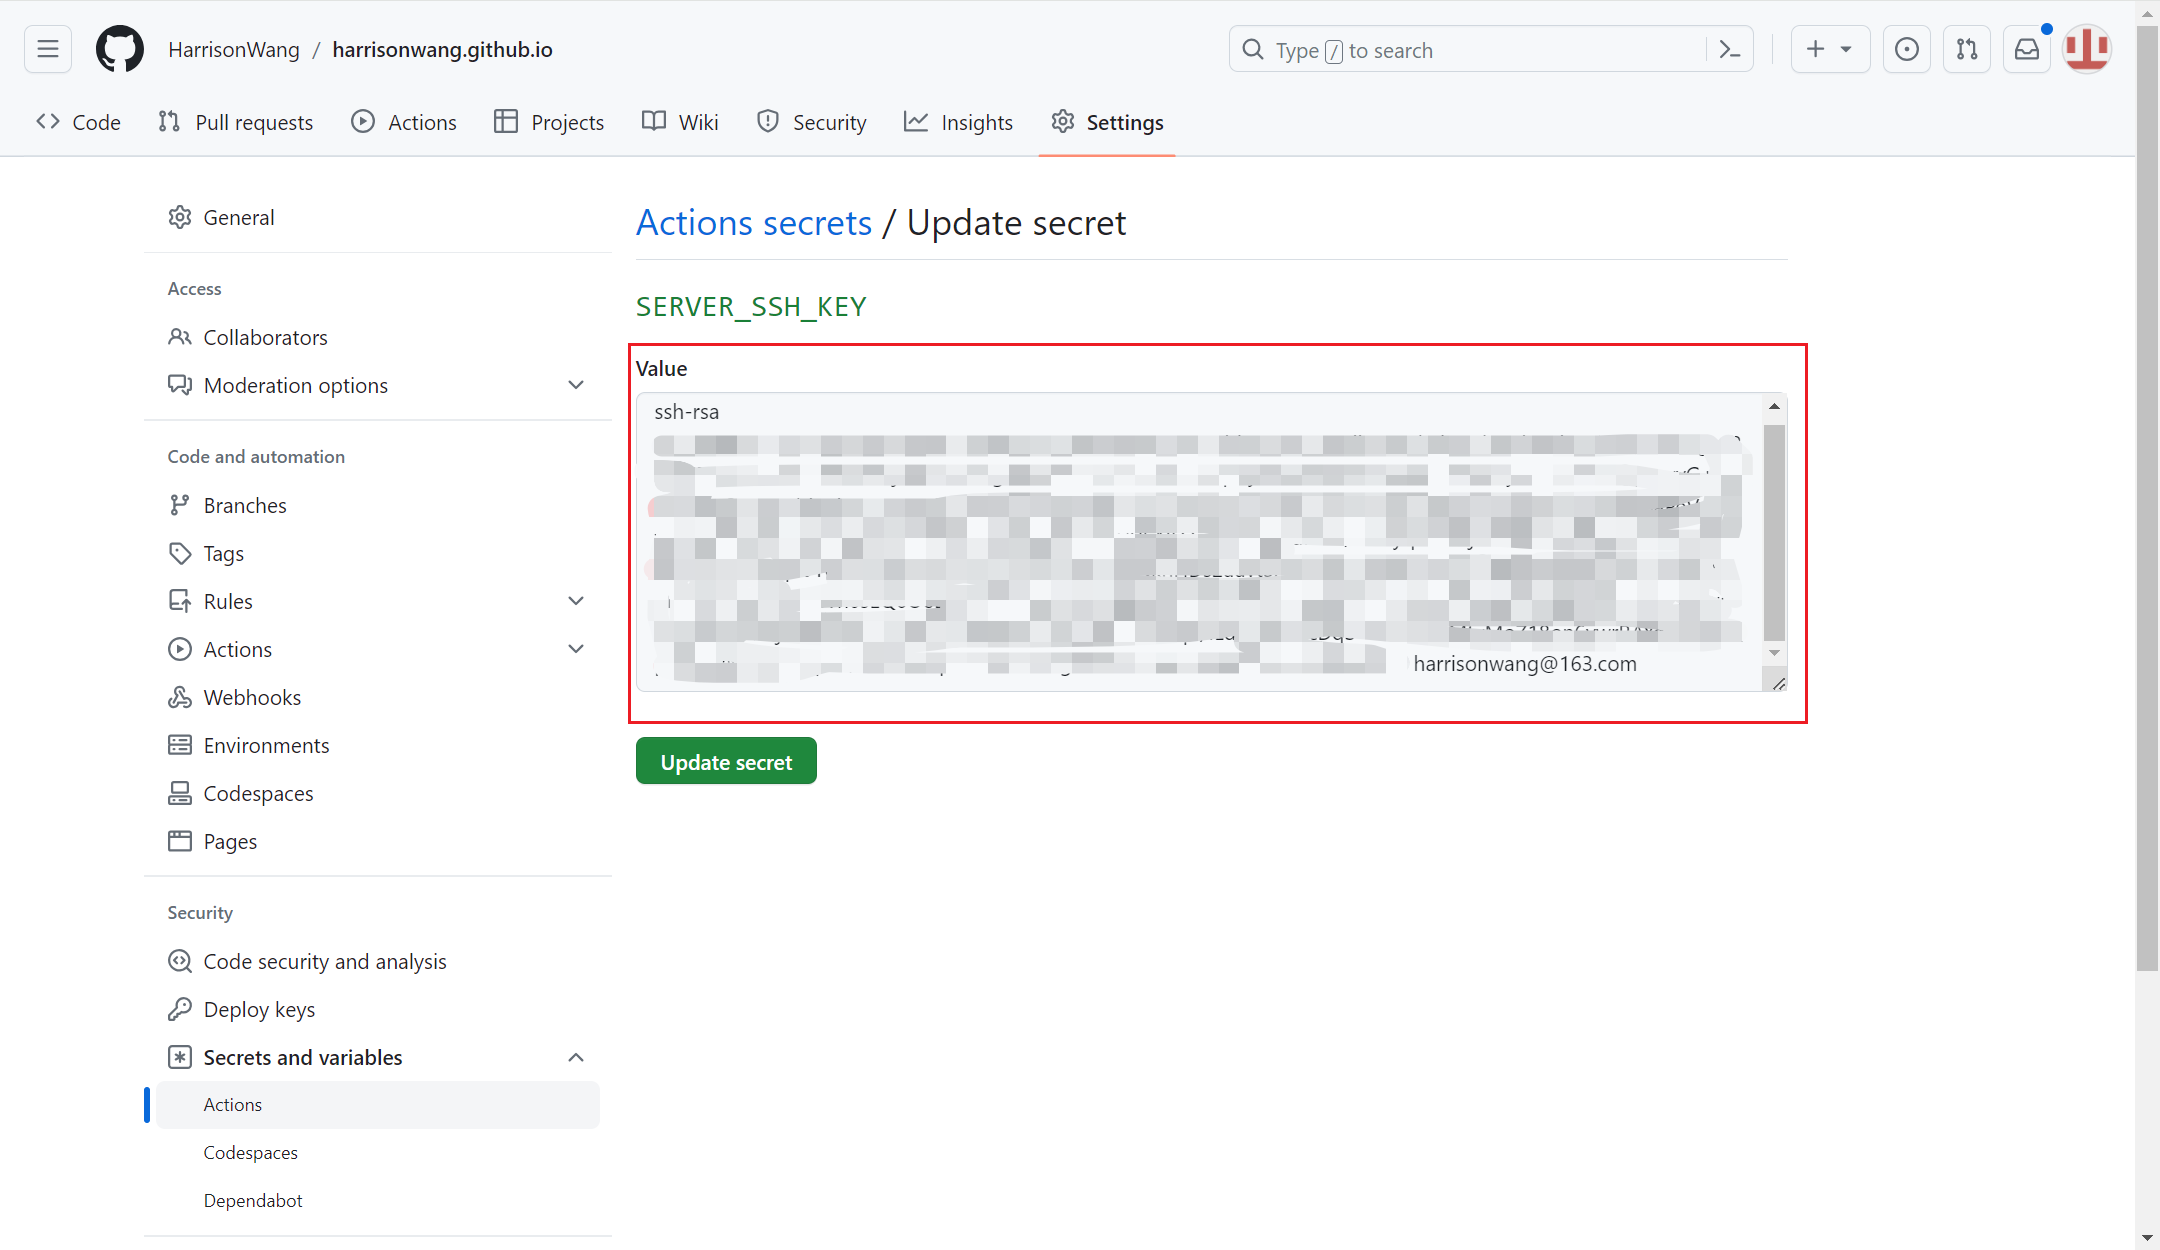 HarrisonWang / harrisonwang.github.io
Type / to search
Code
Pull requests
Actions
Projects
Wiki
Security
Insights
Settings
General
Access
Collaborators
Moderation options
Code and automation
Branches
Tags
Rules
Actions
Webhooks
Environments
Codespaces
Pages
Security
Code security and analysis
Deploy keys
Secrets and variables
Actions
Codespaces
Dependabot
Actions secrets / Update secret
SERVER_SSH_KEY
Value
ssh-rsa
harrisonwang@163.com
Update secret